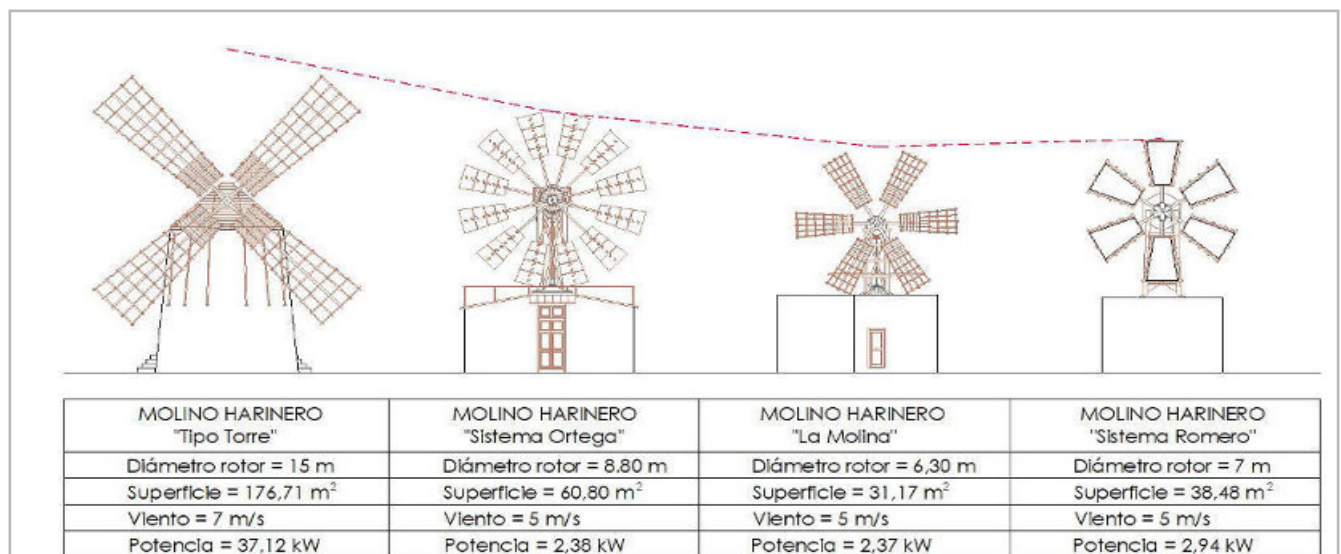 MOLINO HARINERO
"Tipo Torre"
Diámetro rotor = 15 m
Superficie = 176,71 m²
Viento = 7 m/s
Potencia = 37,12 kW
MOLINO HARINERO
"Sistema Ortega"
Diámetro rotor = 8,80 m
Superficie = 60,80 m²
Viento = 5 m/s
Potencia = 2,38 kW
MOLINO HARINERO
"La Molina"
Diámetro rotor = 6,30 m
Superficie = 31,17 m²
Viento = 5 m/s
Potencia = 2,37 kW
MOLINO HARINERO
"Sistema Romero"
Diámetro rotor = 7 m
Superficie = 38,48 m²
Viento = 5 m/s
Potencia = 2,94 kW